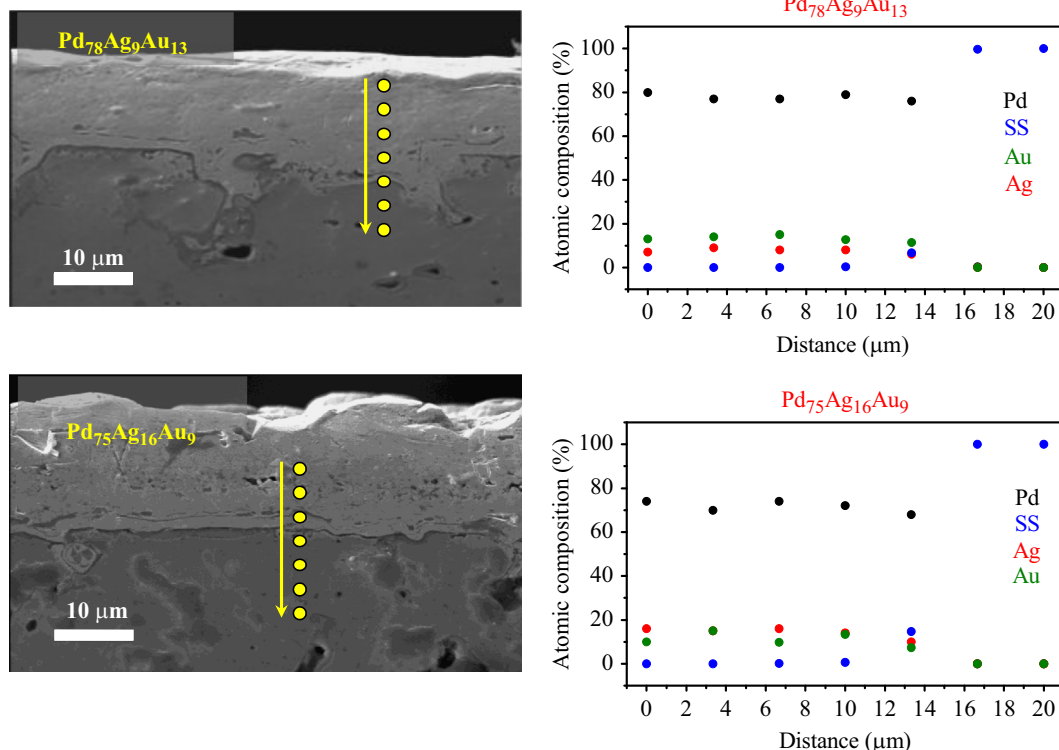 Pd78Ag9Au13
10 μm
Pd78Ag9Au13
Atomic composition (%)
100
80
60
40
20
0
Pd
SS
Au
Ag
0 2 4 6 8 10 12 14 16 18 20
Distance (μm)
Pd75Ag16Au9
10 μm
Pd75Ag16Au9
Atomic composition (%)
100
80
60
40
20
0
Pd
SS
Ag
Au
0 2 4 6 8 10 12 14 16 18 20
Distance (μm)